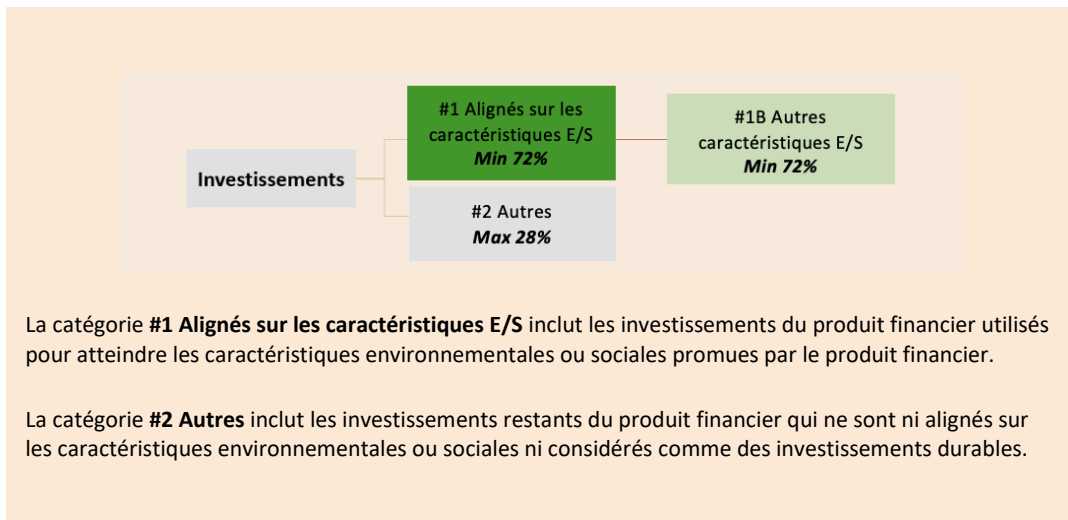 #1 Alignés sur les
caractéristiques E/S
Min 72%
#1B Autres
caractéristiques E/S
Min 72%
Investissements
#2 Autres
Max 28%
La catégorie #1 Alignés sur les caractéristiques E/S inclut les investissements du produit financier utilisés
pour atteindre les caractéristiques environnementales ou sociales promues par le produit financier.
La catégorie #2 Autres inclut les investissements restants du produit financier qui ne sont ni alignés sur
les caractéristiques environnementales ou sociales ni considérés comme des investissements durables.